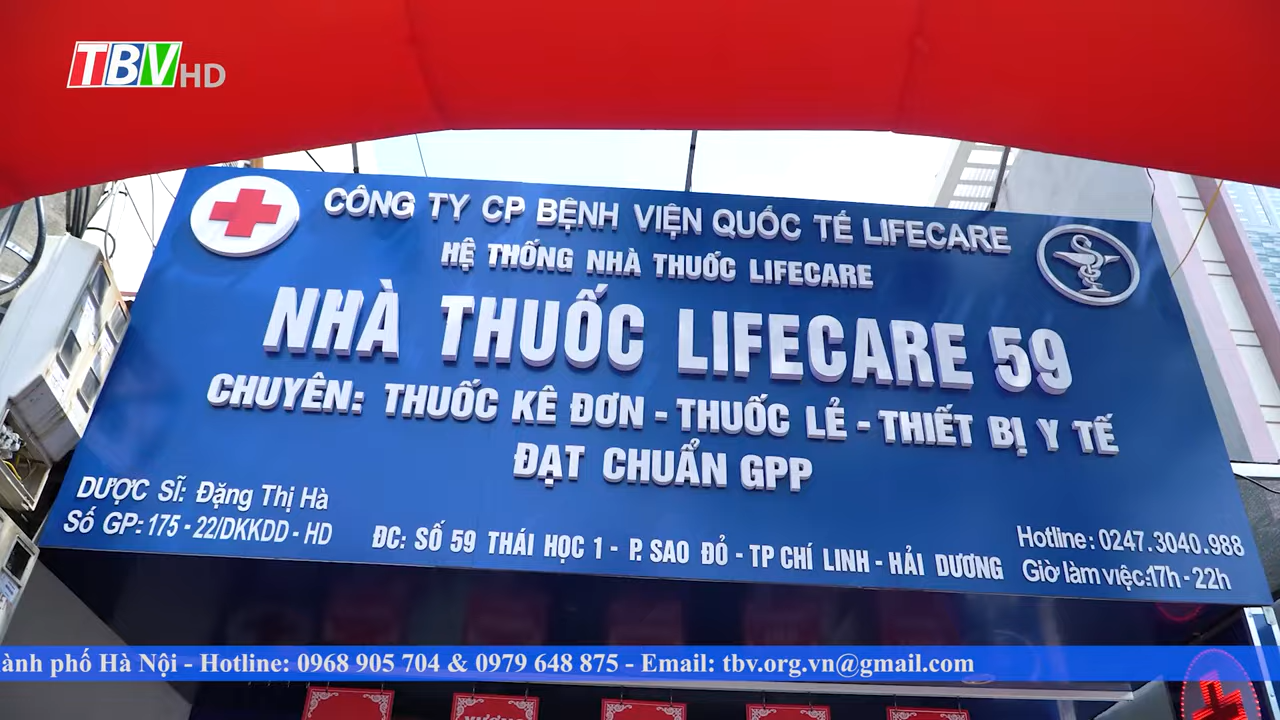 TBV HD
CÔNG TY CP BỆNH VIỆN QUỐC TẾ LIFECARE
HỆ THỐNG NHÀ THUỐC LIFECARE
NHÀ THUỐC LIFECARE 59
CHUYÊN: THUỐC KÊ ĐƠN - THUỐC LẺ - THIẾT BỊ Y TẾ
ĐẠT CHUẨN GPP
DƯỢC SĨ: Đặng Thị Hà
Số GP: 175 - 22/DKKDD - HD
ĐC: SỐ 59 THÁI HỌC 1 - P. SAO ĐỎ - TP CHÍ LINH - HẢI DƯƠNG
Hotline: 0247.3040.988
Giờ làm việc:17h - 22h
ành phố Hà Nội - Hotline: 0968 905 704 & 0979 648 875 - Email: tbv.org.vn@gmail.com